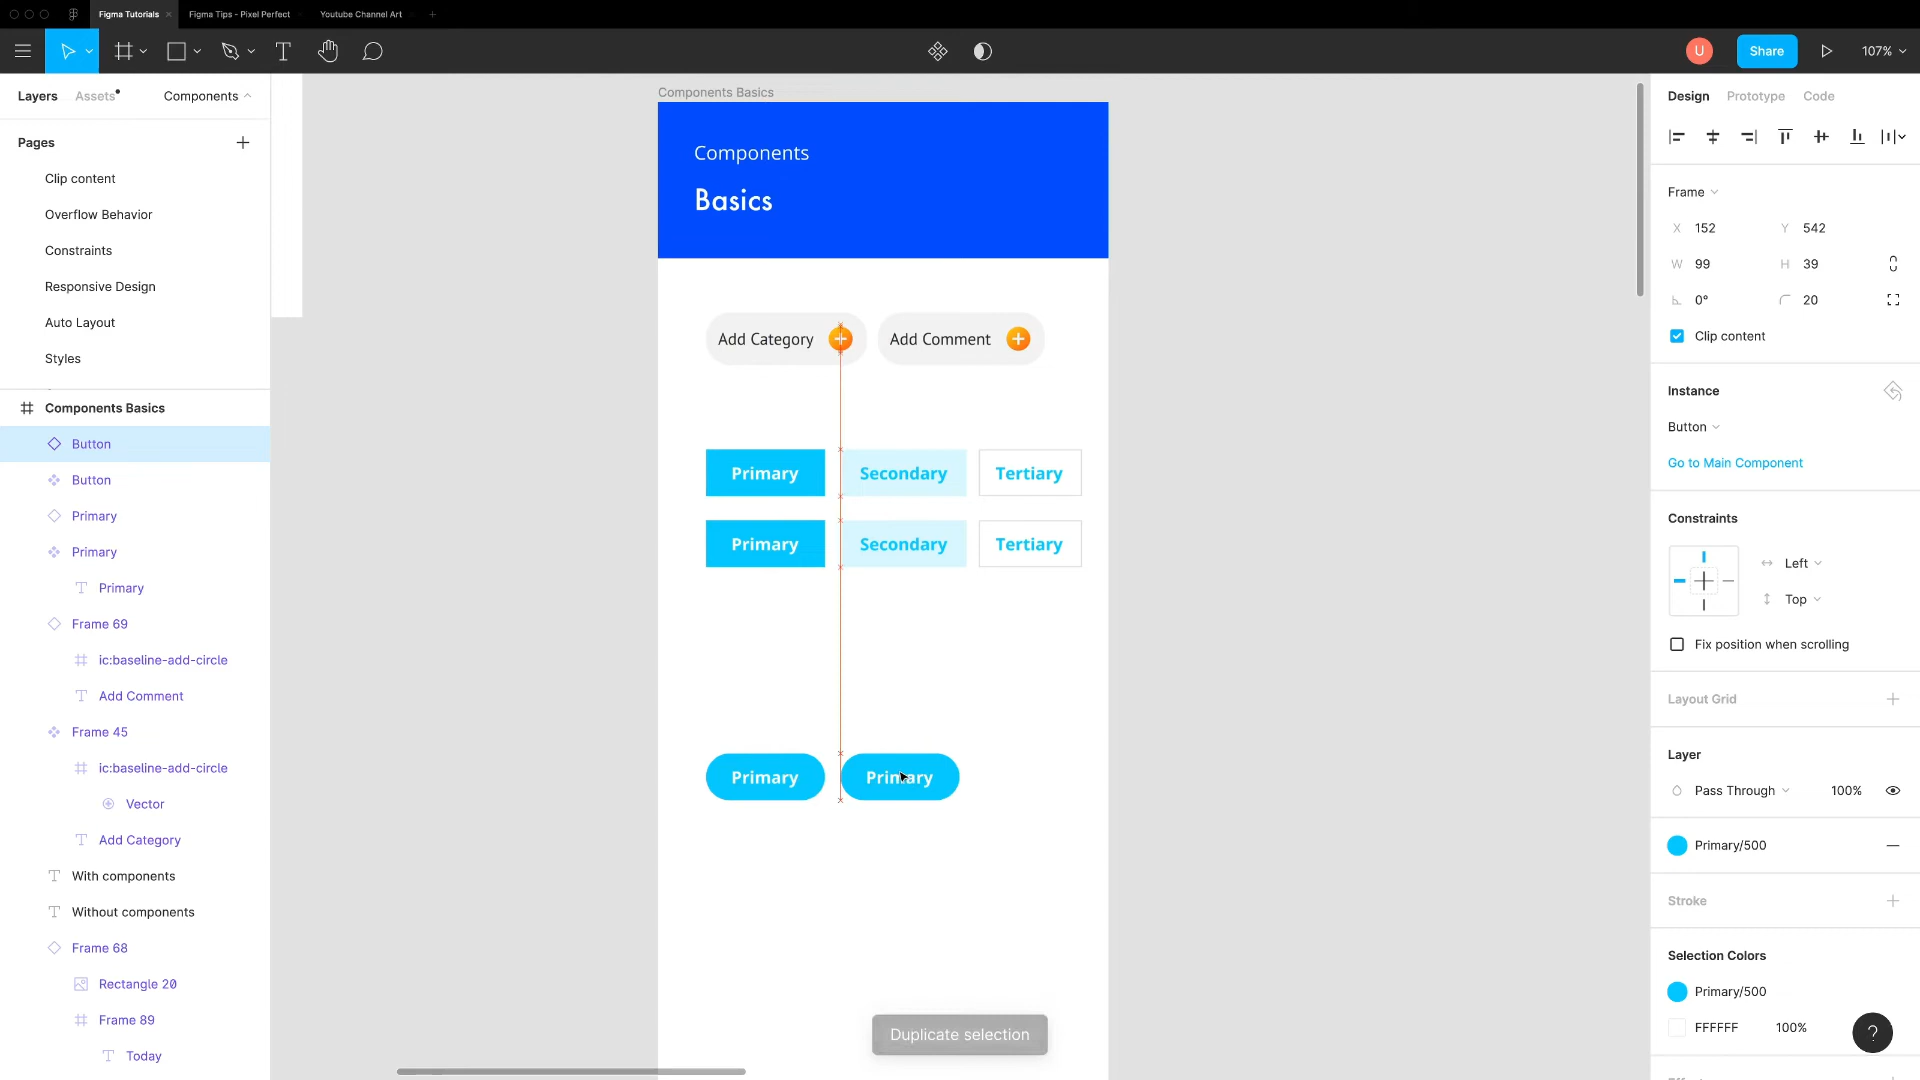 Figma Tutorials
Figma Tips - Pixel Perfect
Youtube Channel Art
U
Share
107%
Layers
Assets
Components
Pages
Clip content
Overflow Behavior
Constraints
Responsive Design
Auto Layout
Styles
Components Basics
Button
Button
Primary
Primary
Primary
Frame 69
ic:baseline-add-circle
Add Comment
Frame 45
ic:baseline-add-circle
Vector
Add Category
With components
Without components
Frame 68
Rectangle 20
Frame 89
Today
Components Basics
Components
Basics
Add Category
Add Comment
Primary
Secondary
Tertiary
Primary
Secondary
Tertiary
Primary
Primary
Duplicate selection
Design
Prototype
Code
Frame
X 152
Y 542
W 99
H 39
0°
20
Clip content
Instance
Button
Go to Main Component
Constraints
Left
Top
Fix position when scrolling
Layout Grid
Layer
Pass Through
100%
Primary/500
Stroke
Selection Colors
Primary/500
FFFFFF
100%
?